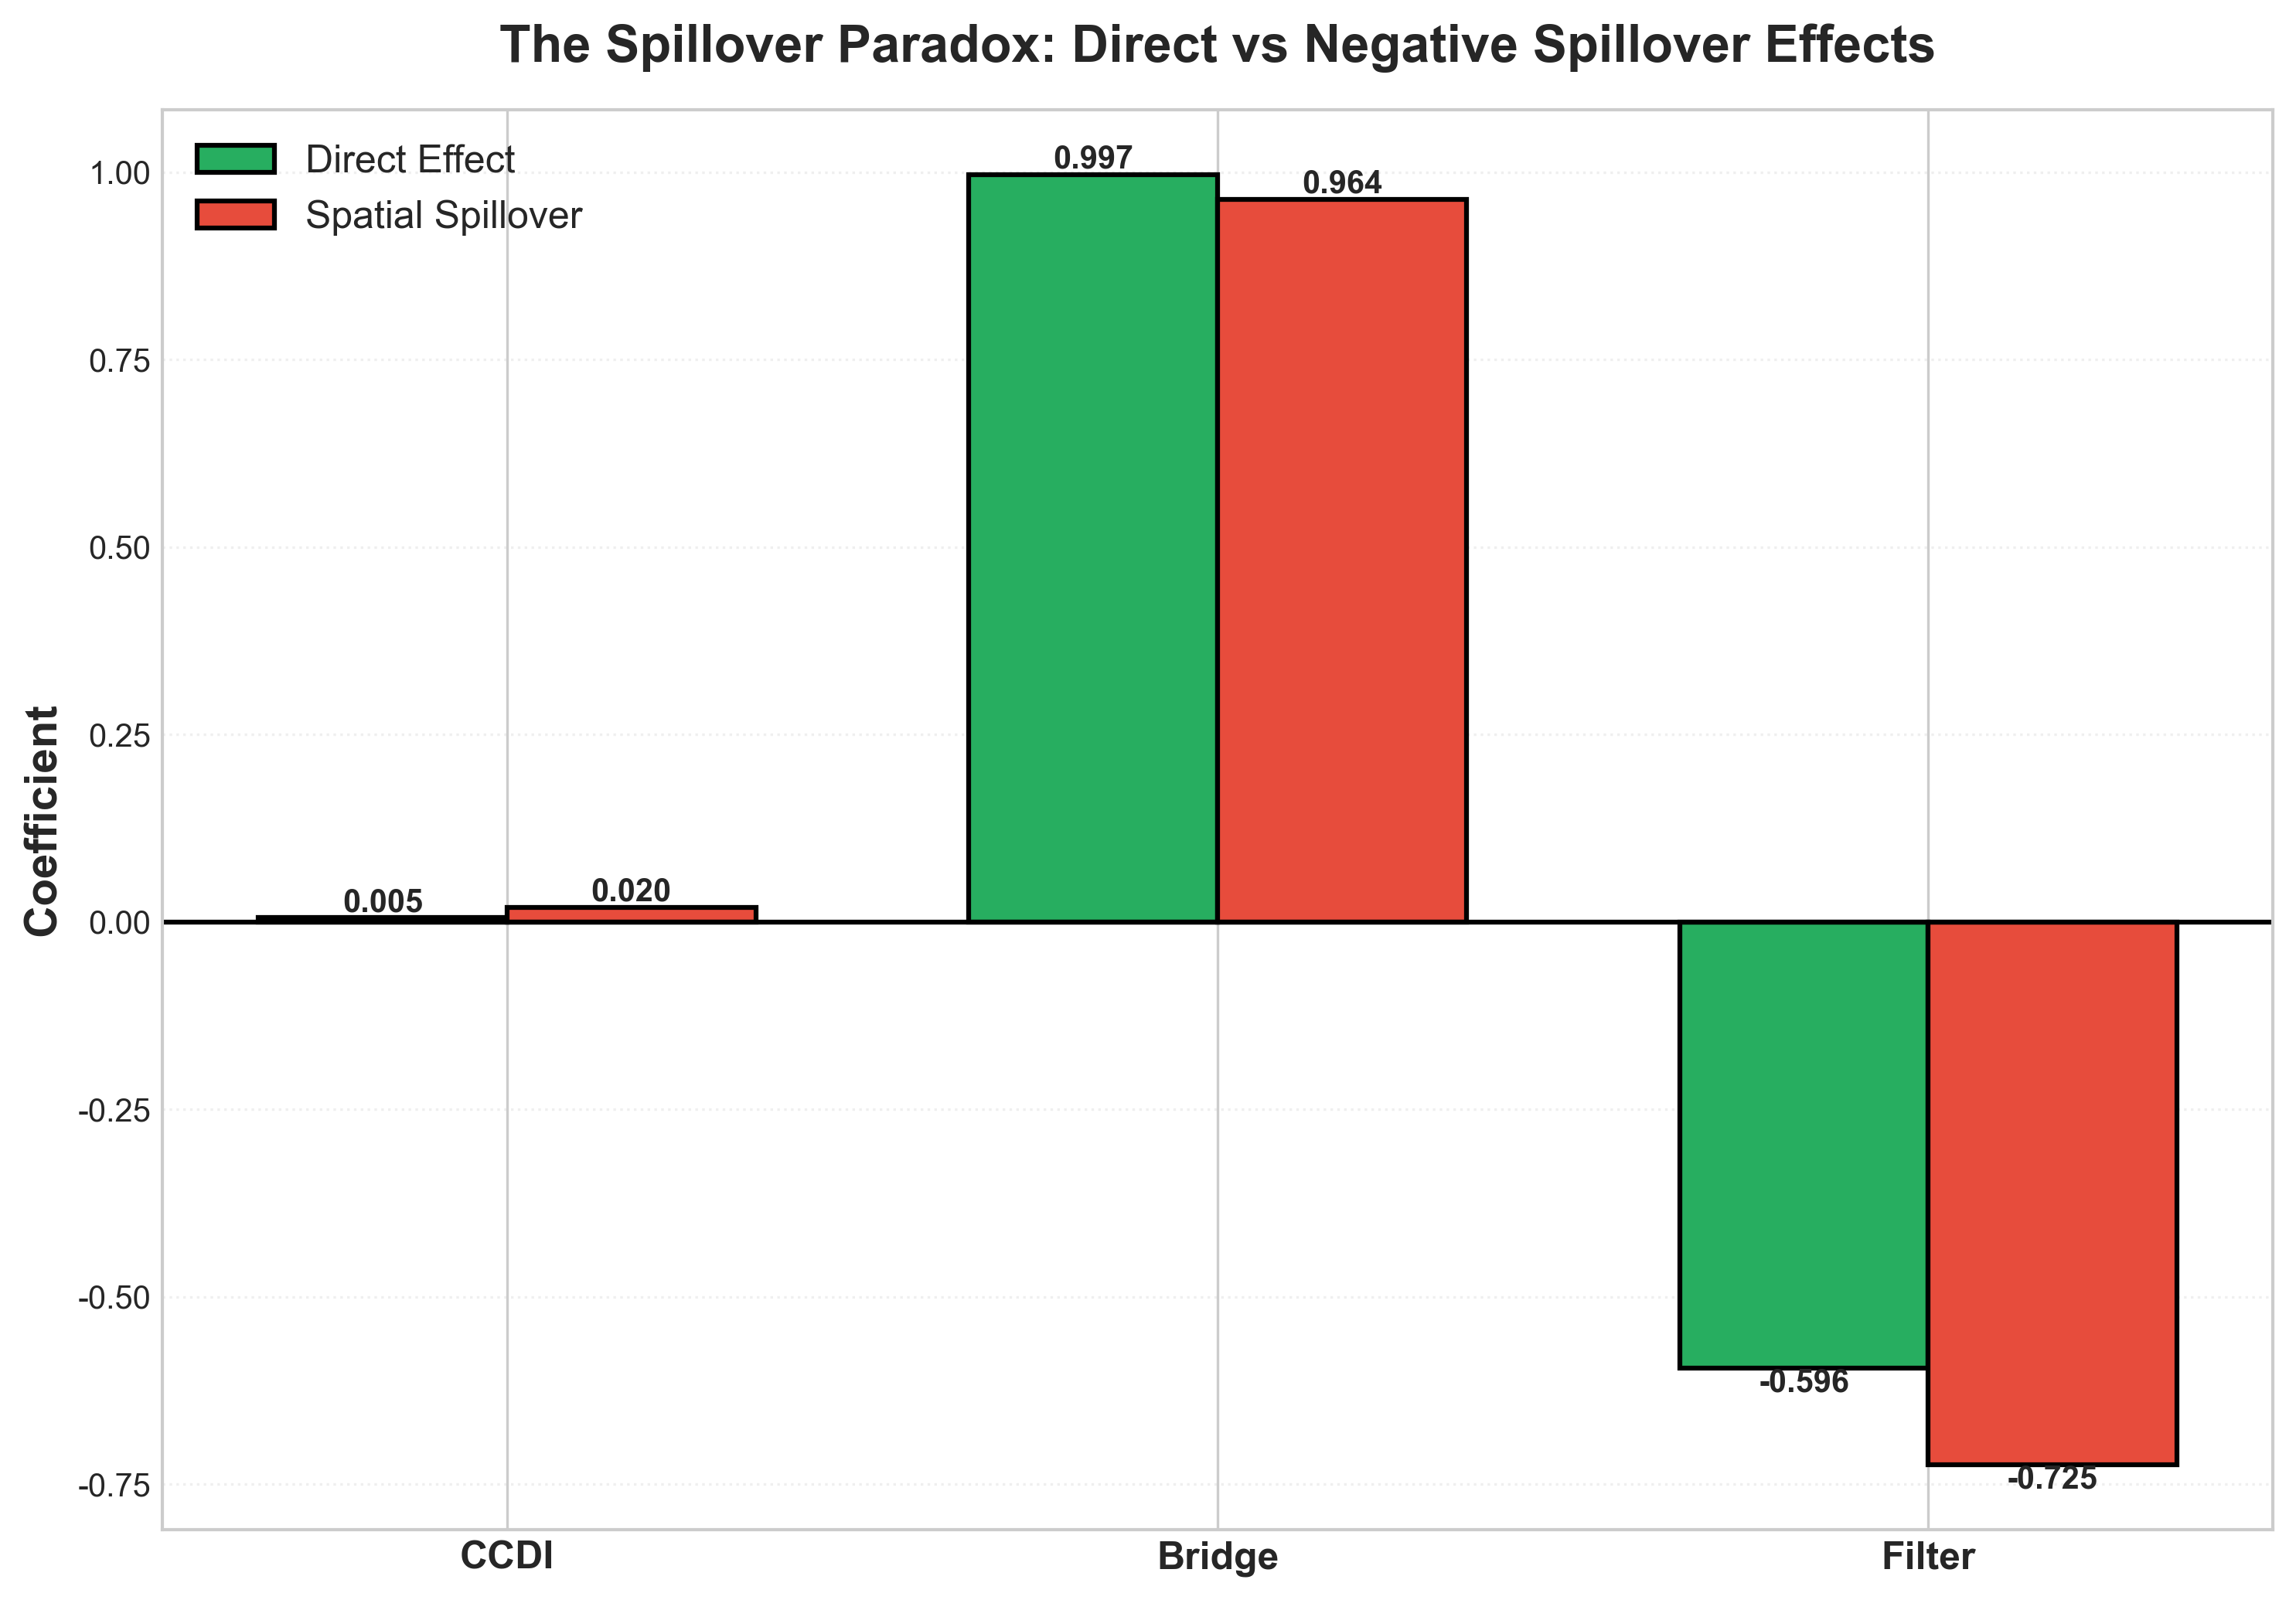 The Spillover Paradox: Direct vs Negative Spillover Effects
Direct Effect
Spatial Spillover
Coefficient
1.00
0.75
0.50
0.25
0.00
-0.25
-0.50
-0.75
0.005
0.020
0.997
0.964
-0.596
-0.725
CCDI
Bridge
Filter